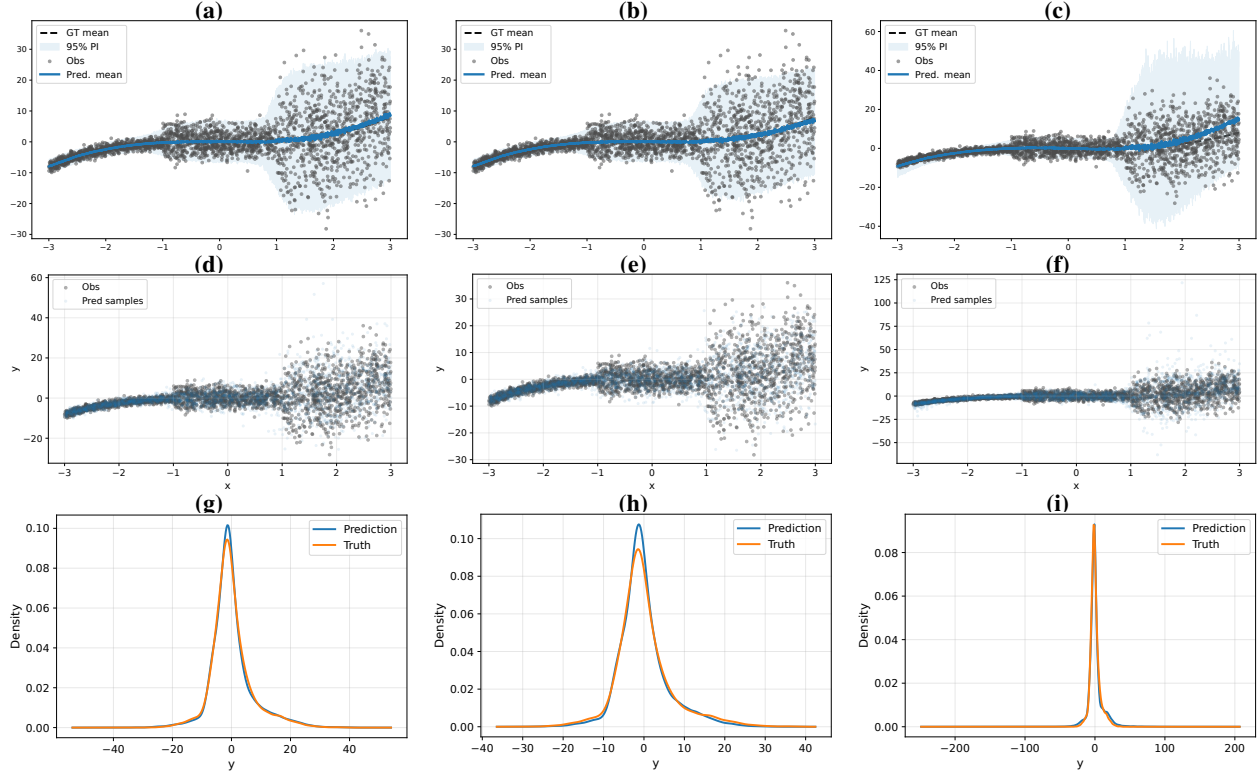 (a)
GT mean
95% PI
Obs
Pred. mean
30
20
10
0
−10
−20
−30
−3 −2 −1 0 1 2 3
(b)
GT mean
95% PI
Obs
Pred. mean
30
20
10
0
−10
−20
−30
−3 −2 −1 0 1 2 3
(c)
GT mean
95% PI
Obs
Pred. mean
60
40
20
0
−20
−40
−3 −2 −1 0 1 2 3
(d)
Obs
Pred samples
60
40
20
0
−20
y
−3 −2 −1 0 1 2 3
x
(e)
Obs
Pred samples
30
20
10
0
−10
−20
−30
y
−3 −2 −1 0 1 2 3
x
(f)
Obs
Pred samples
125
100
75
50
25
0
−25
−50
y
−3 −2 −1 0 1 2 3
x
(g)
Prediction
Truth
0.10
0.08
0.06
0.04
0.02
0.00
Density
−40 −20 0 20 40
y
(h)
Prediction
Truth
0.10
0.08
0.06
0.04
0.02
0.00
Density
−40 −30 −20 −10 0 10 20 30 40
y
(i)
Prediction
Truth
0.08
0.06
0.04
0.02
0.00
Density
−200 −100 0 100 200
y